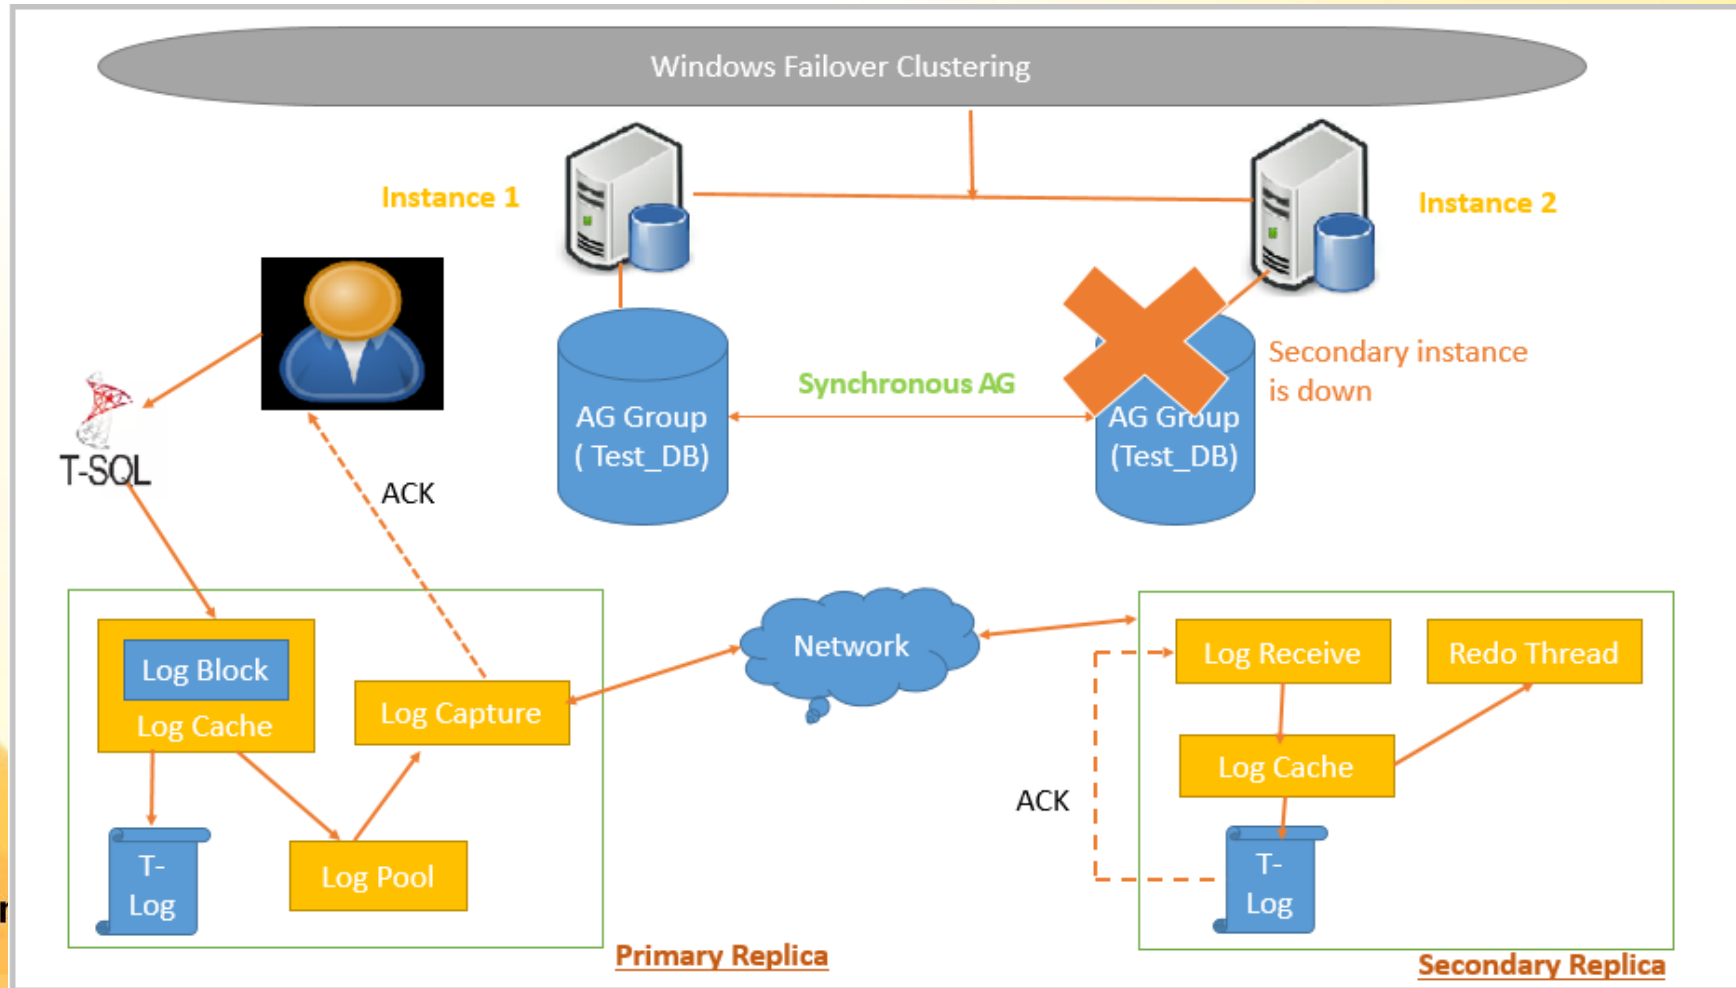 Windows Failover Clustering
Instance 1
Instance 2
Secondary instance
is down
Synchronous AG
AG Group
( Test_DB)
AG Group
(Test_DB)
T-SQL
ACK
Network
Log Block
Log Cache
Log Capture
T-
Log
Log Pool
Primary Replica
Log Receive
Redo Thread
Log Cache
ACK
T-
Log
Secondary Replica